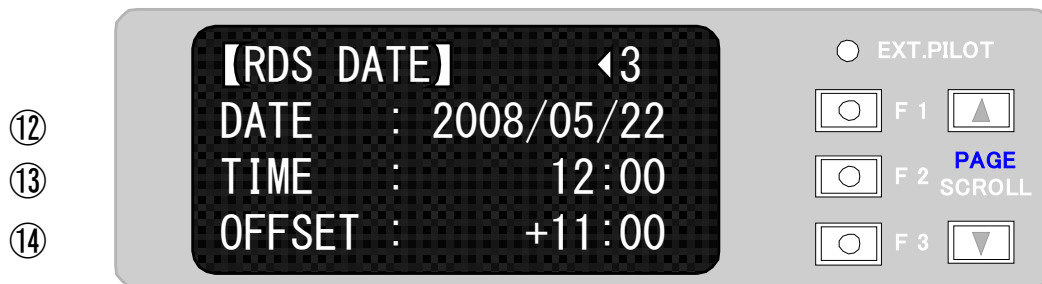 【RDS DATE】 ◀3
⑫ DATE : 2008/05/22
⑬ TIME : 12:00
⑭ OFFSET : +11:00
EXT.PILOT
F 1
F 2
PAGE
SCROLL
F 3